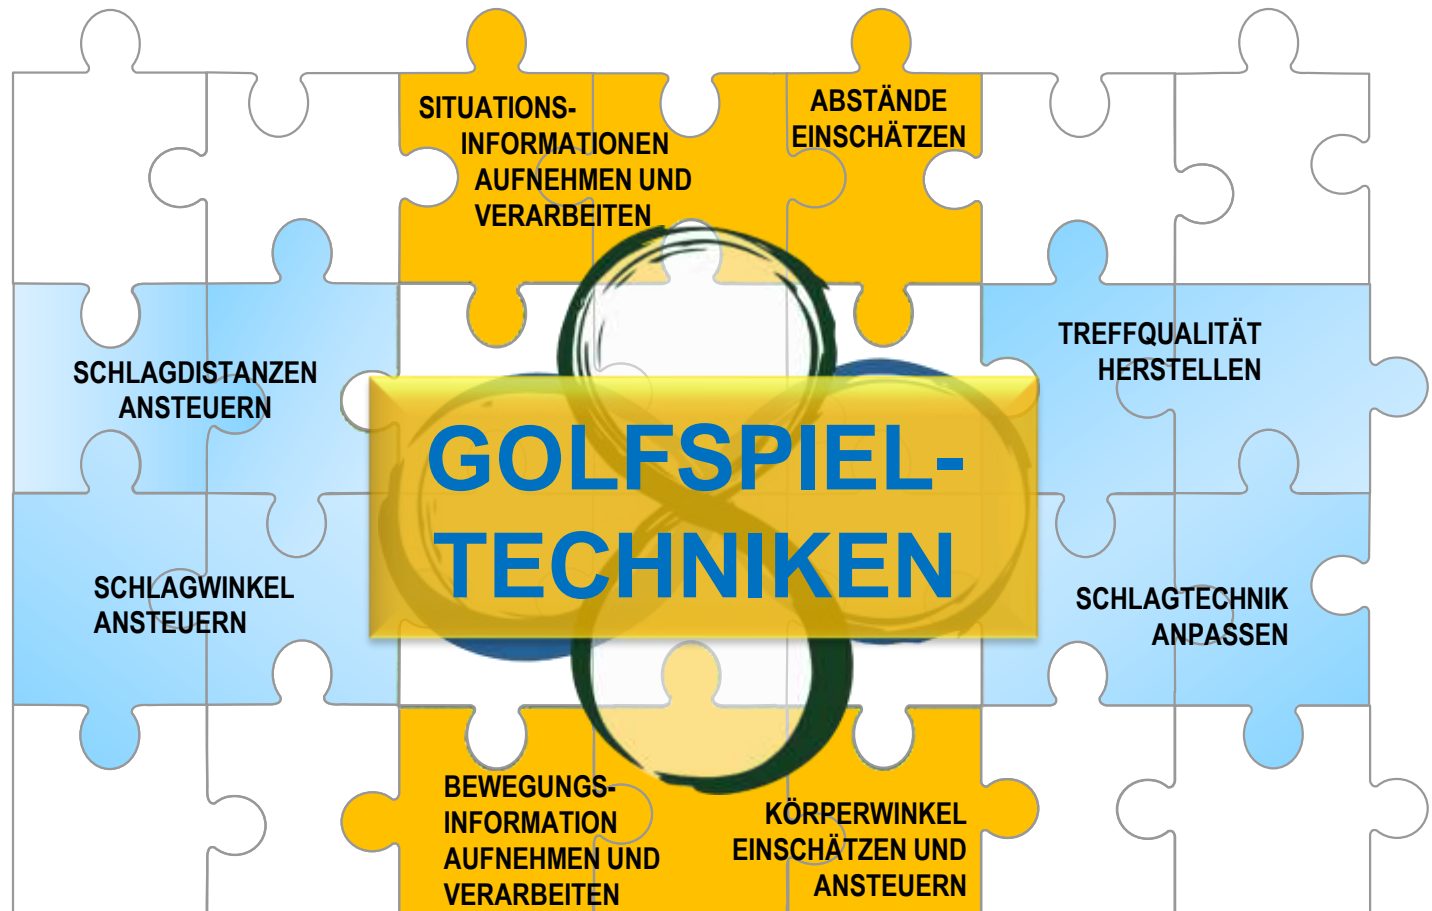 SITUATIONS-
INFORMATIONEN
AUFNEHMEN UND
VERARBEITEN
ABSTÄNDE
EINSCHÄTZEN
SCHLAGDISTANZEN
ANSTEUERN
TREFFQUALITÄT
HERSTELLEN
GOLFSPIEL-
TECHNIKEN
SCHLAGWINKEL
ANSTEUERN
SCHLAGTECHNIK
ANPASSEN
BEWEGUNGS-
INFORMATION
AUFNEHMEN UND
VERARBEITEN
KÖRPERWINKEL
EINSCHÄTZEN UND
ANSTEUERN